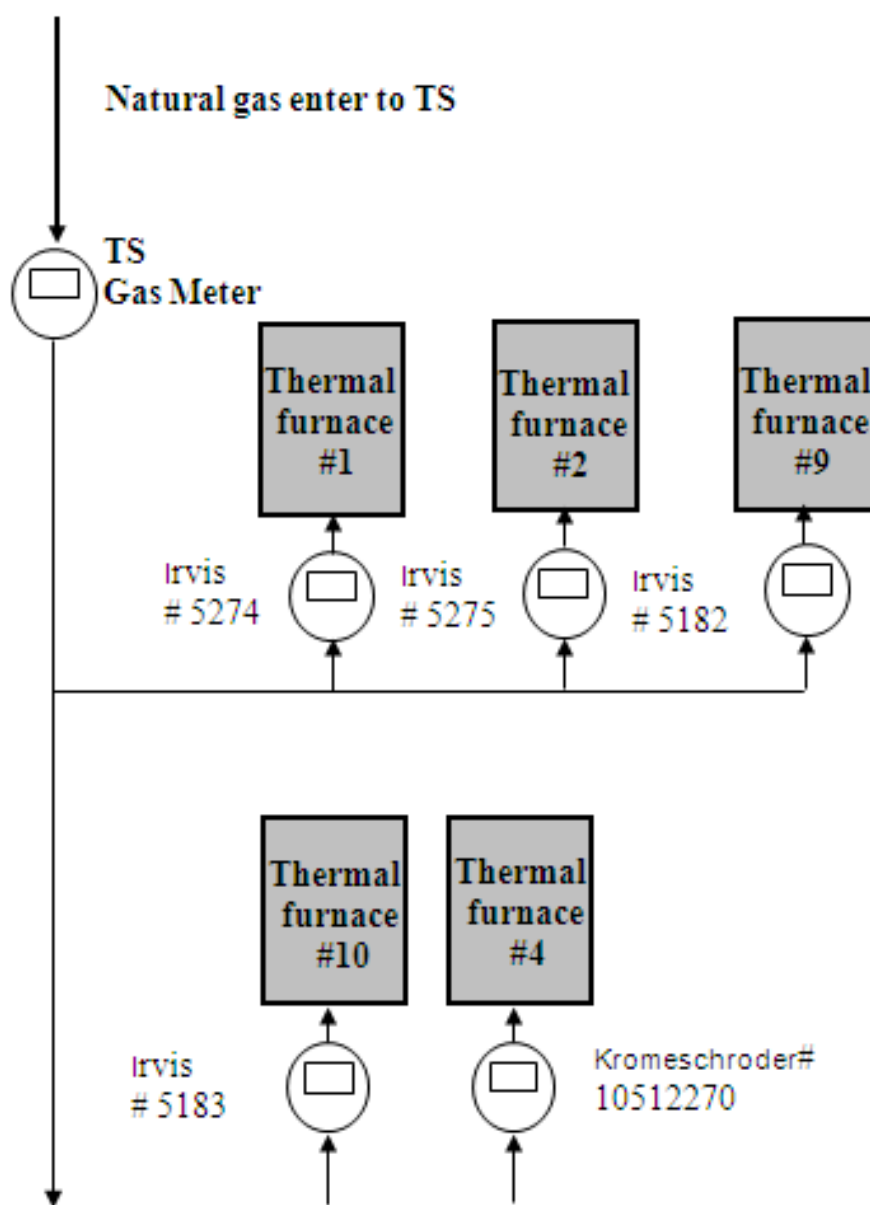 Natural gas enter to TS
TS
Gas Meter
Thermal
furnace
#1
Thermal
furnace
#2
Thermal
furnace
#9
Irvis
# 5274
Irvis
# 5275
Irvis
# 5182
Thermal
furnace
#10
Thermal
furnace
#4
Irvis
# 5183
Kromeschroder#
10512270